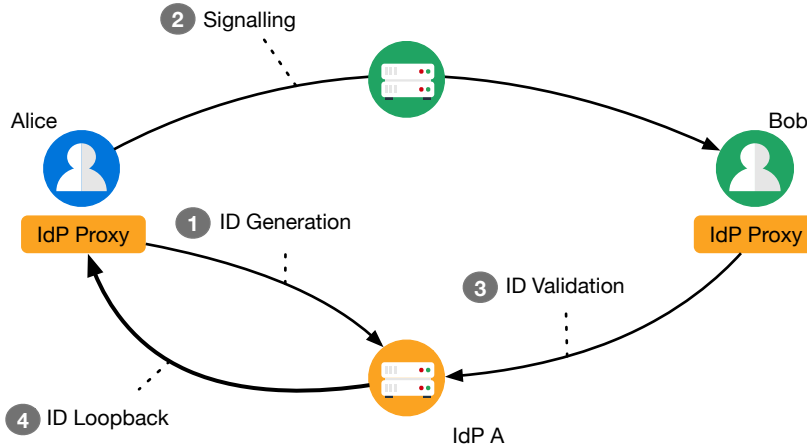 2 Signalling
Alice
Bob
IdP Proxy
1 ID Generation
IdP Proxy
3 ID Validation
4 ID Loopback
IdP A